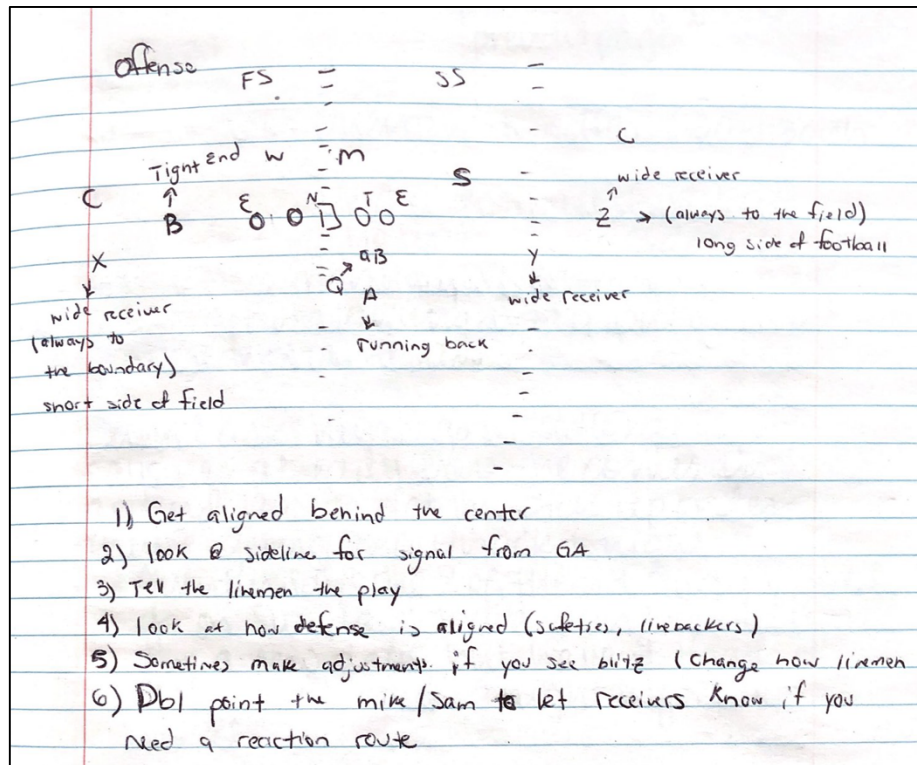 Offense
FS SS
C
Tight End W M
S
wide receiver
C E N T E
B Z → (always to the field)
long side of football
X QB Y
Q
A wide receiver
wide receiver
(always to running back
the boundary)
short side of field
1) Get aligned behind the center
2) look @ sideline for signal from GA
3) Tell the linemen the play
4) look at how defense is aligned (safeties, linebackers)
5) Sometimes make adjustments if you see blitz (change how linemen
6) Dbl point the mike/Sam to let receivers know if you
need a reaction route